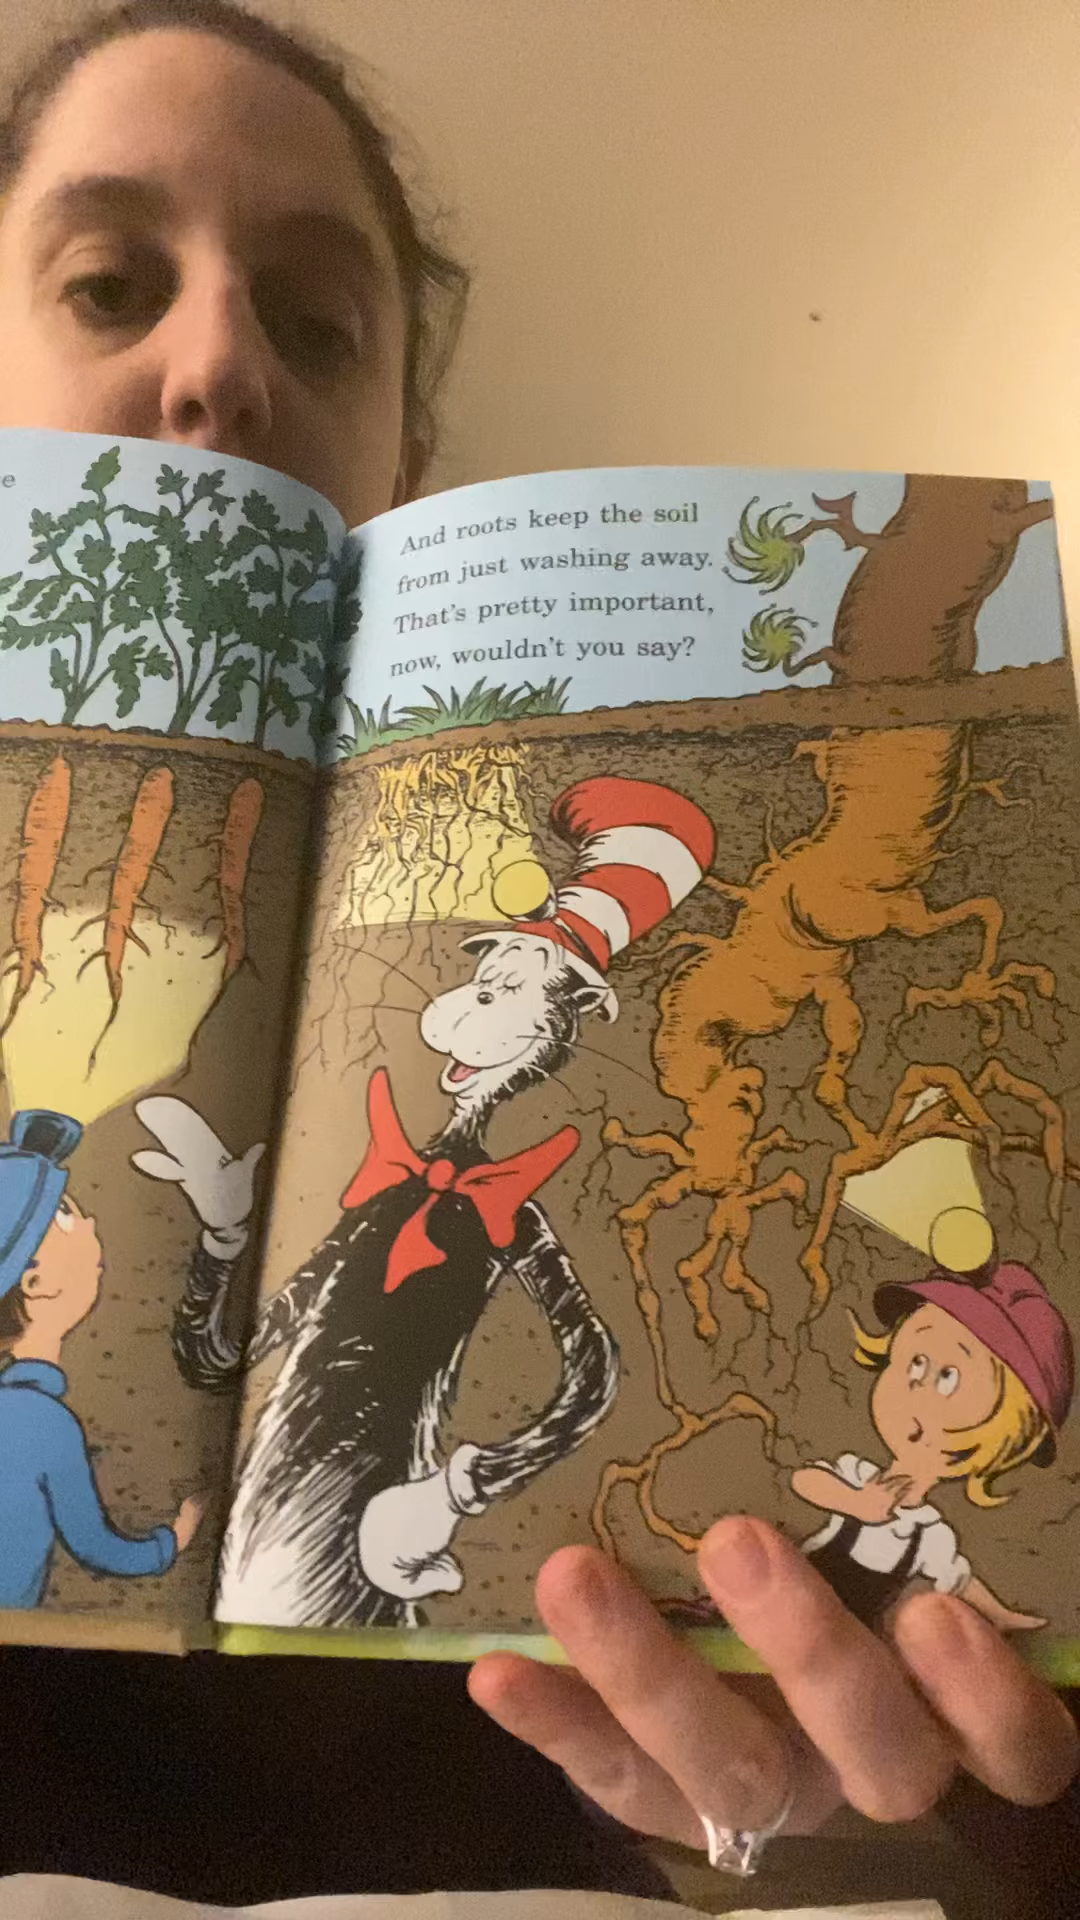 e
And roots keep the soil
from just washing away.
That's pretty important,
now, wouldn't you say?